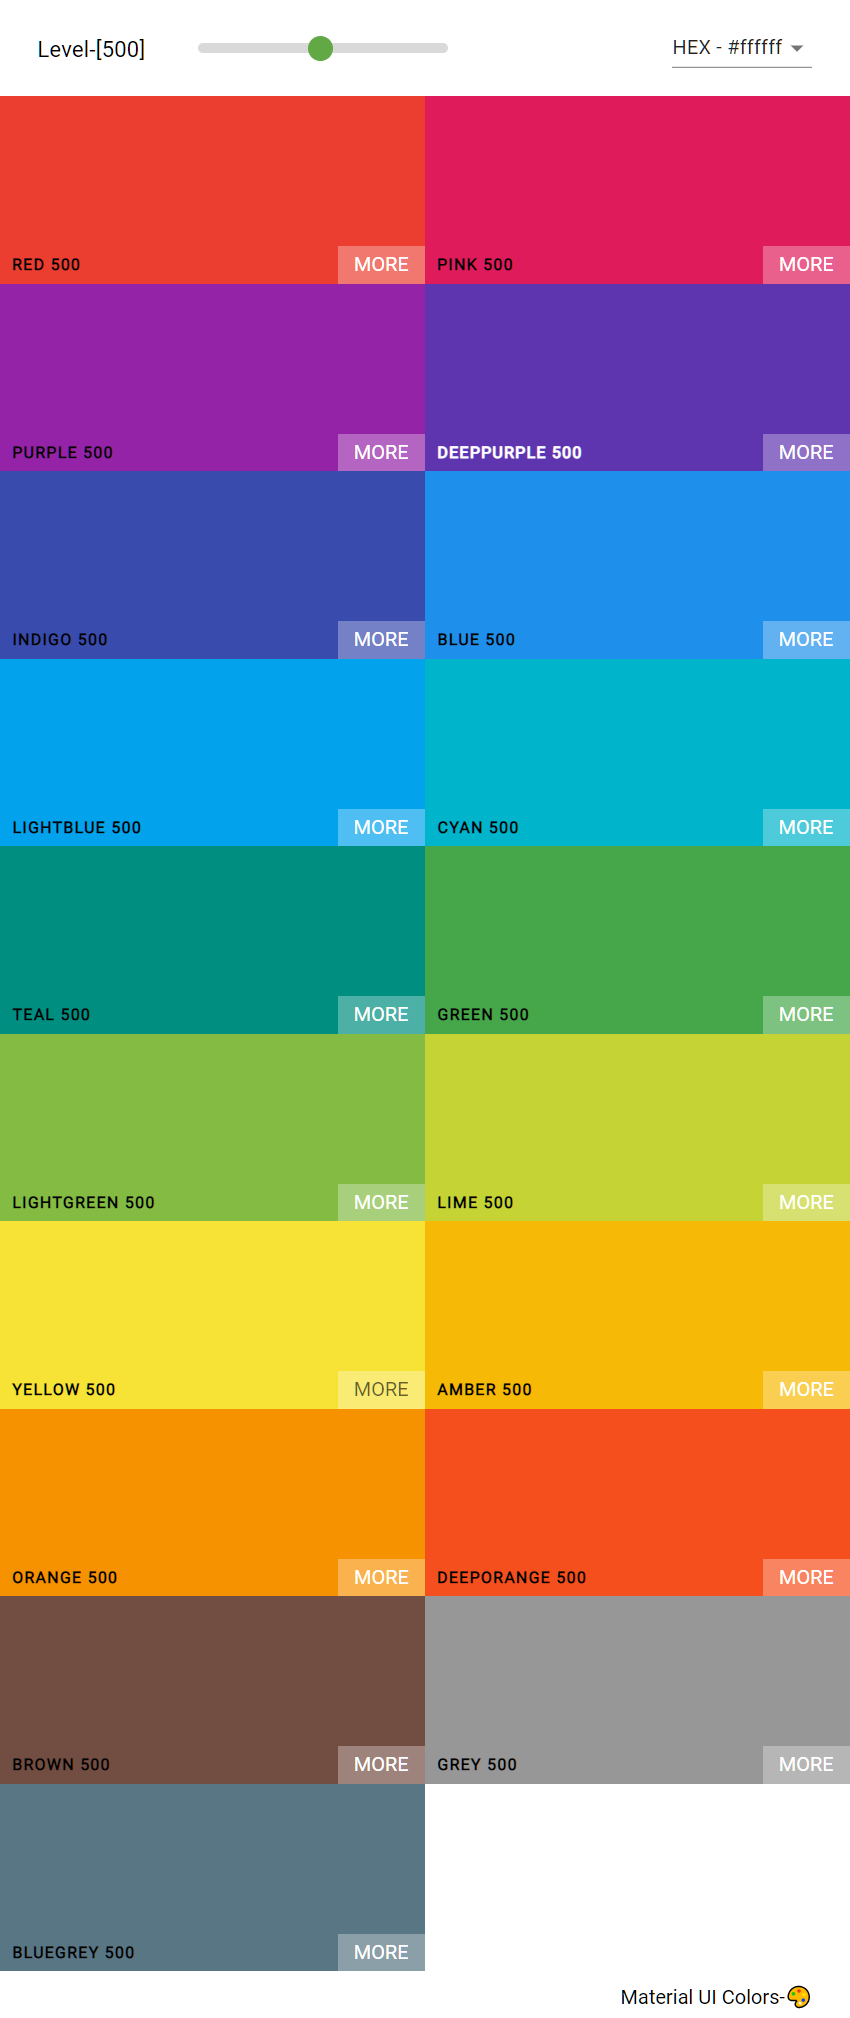 Level-[500]
HEX - #ffffff
RED 500
MORE
PINK 500
MORE
PURPLE 500
MORE
DEEPPURPLE 500
MORE
INDIGO 500
MORE
BLUE 500
MORE
LIGHTBLUE 500
MORE
CYAN 500
MORE
TEAL 500
MORE
GREEN 500
MORE
LIGHTGREEN 500
MORE
LIME 500
MORE
YELLOW 500
MORE
AMBER 500
MORE
ORANGE 500
MORE
DEEPORANGE 500
MORE
BROWN 500
MORE
GREY 500
MORE
BLUEGREY 500
MORE
Material UI Colors-🎨